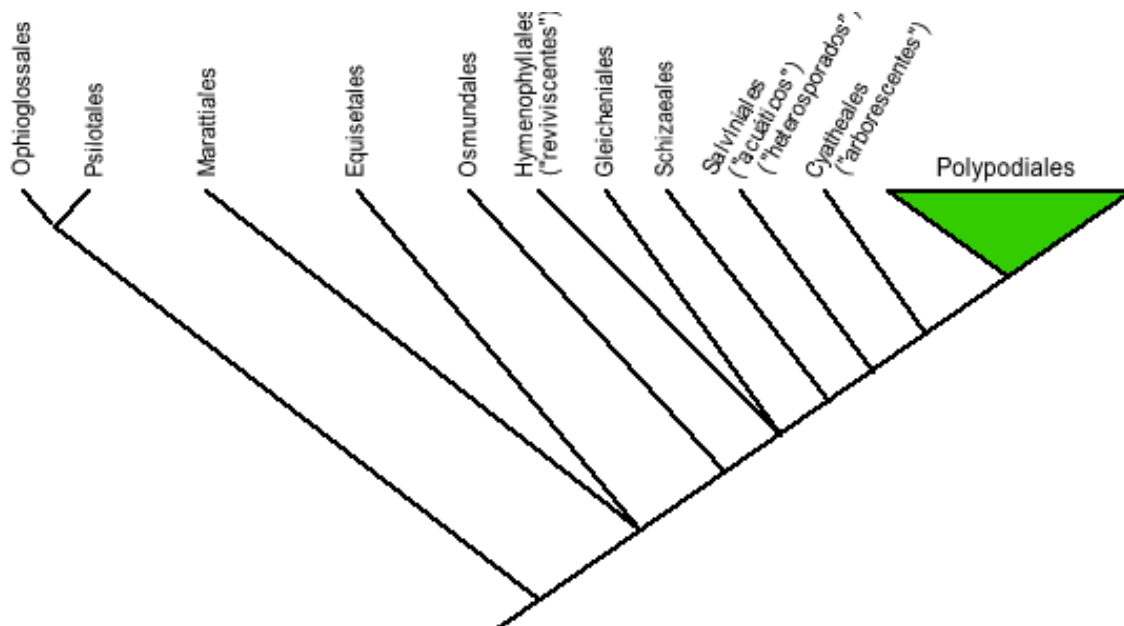 Ophioglossales
Psilotales
Marattiales
Equisetales
Osmundales
Hymenophyllales
("reviviscentes")
Gleicheniales
Schizaeales
Salviniales
("acuáticos")
("heterosporados")
Cyatheales
("arborescentes")
Polypodiales